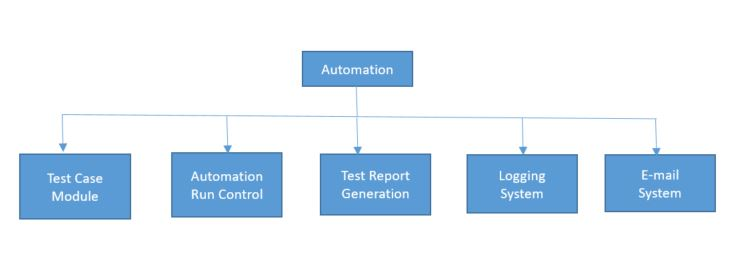 Automation
Test Case
Module
Automation
Run Control
Test Report
Generation
Logging
System
E-mail
System